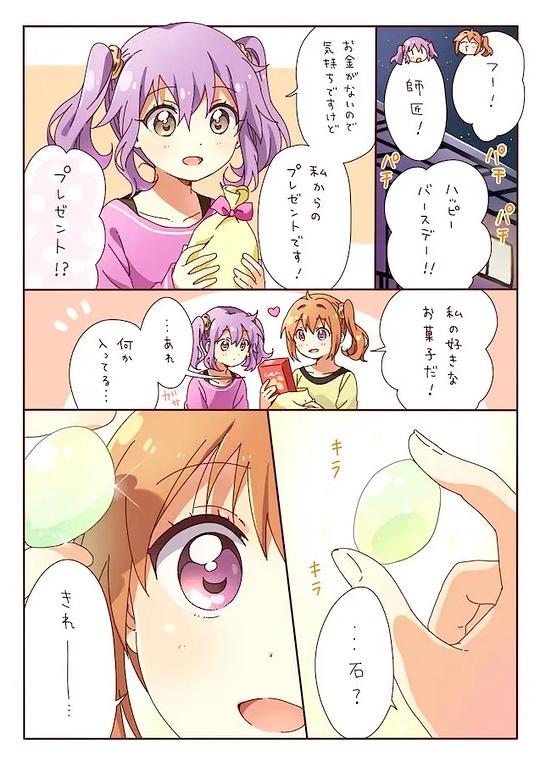 フー！
師匠！
パチ
パチ
パチ
ハッピー
バースデー!!
お金がないので
気持ちですけど
私からの
プレゼントです！
プレゼント!?
私の好きな
お菓子だ！
…あれ
何か
入ってる…
ガサ
キラ
キラ
…石？
きれー…